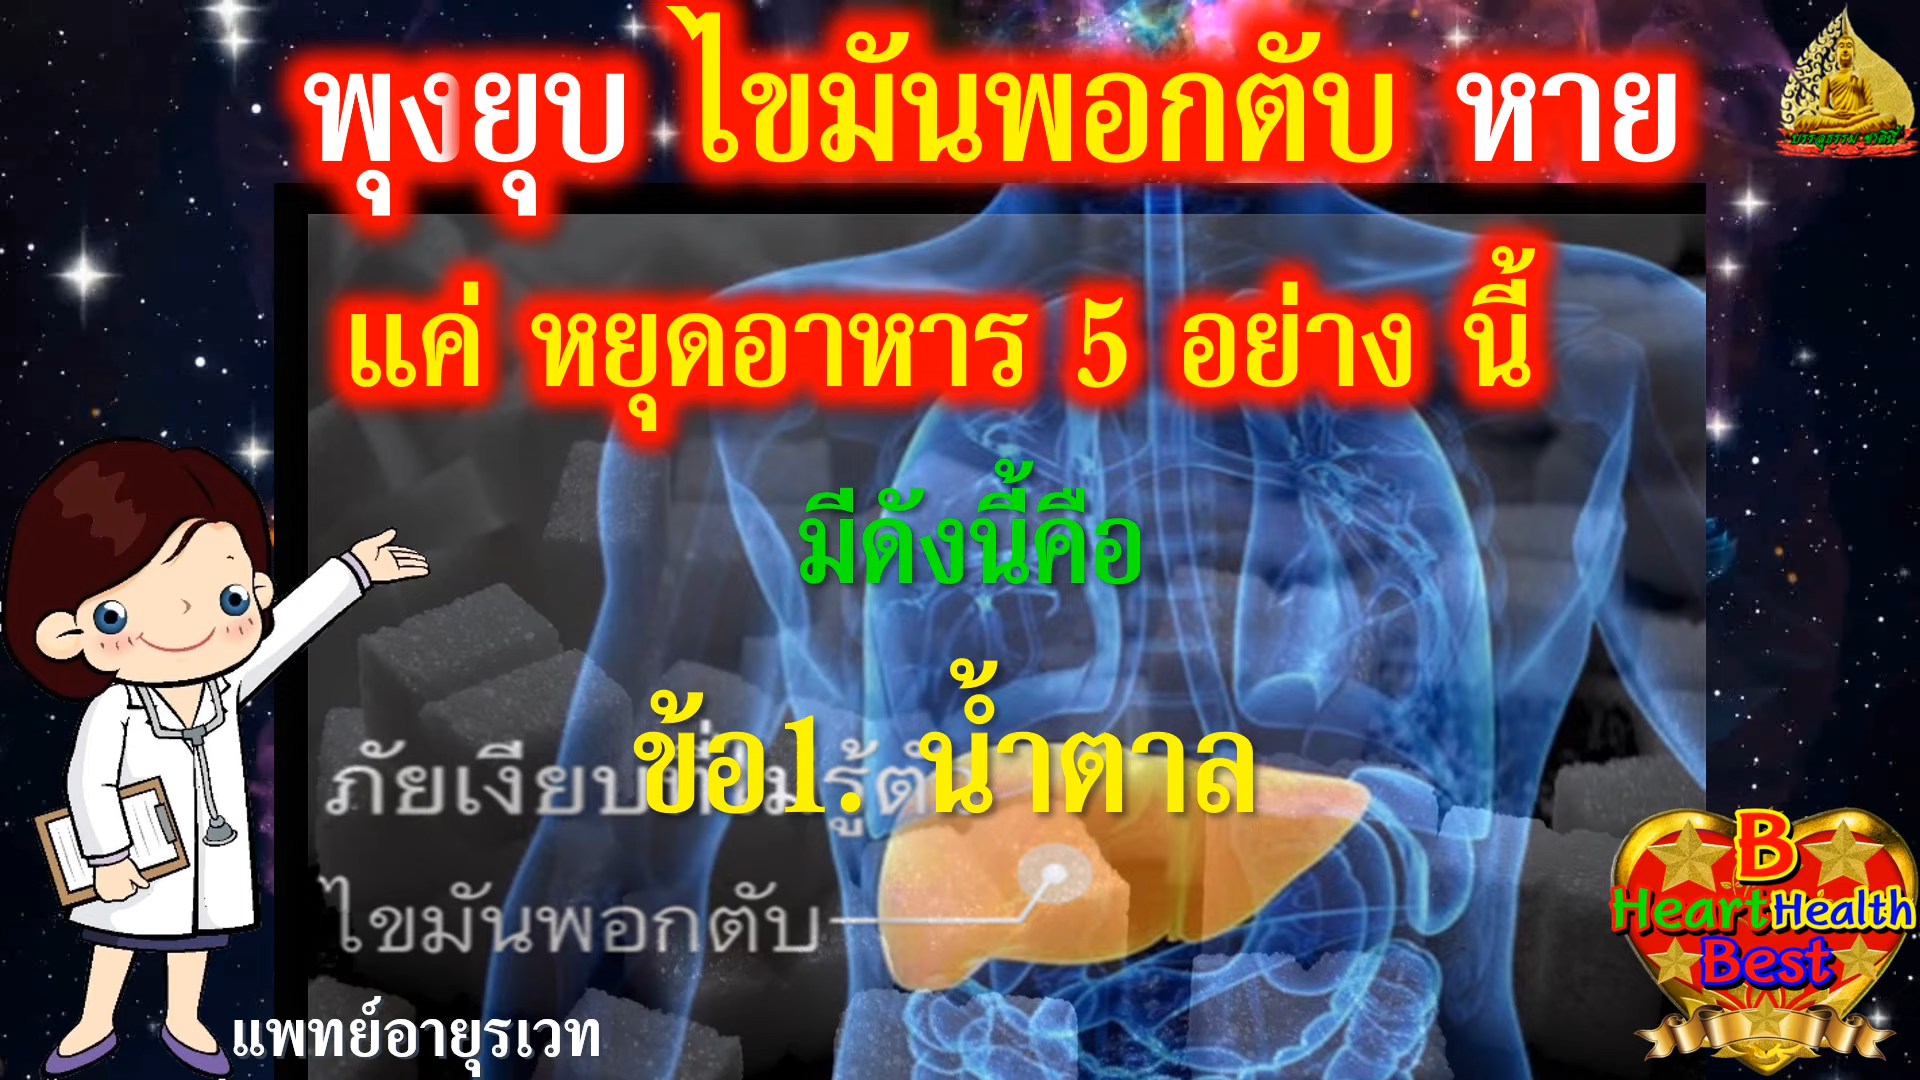 พุงยุบ ไขมันพอกตับ หาย
แค่ หยุดอาหาร 5 อย่าง นี้
มีดังนี้คือ
ข้อ1. น้ำตาล
ภัยเงียบ
ไขมันพอกตับ
แพทย์อายุรเวท
B
Heart Health
Best